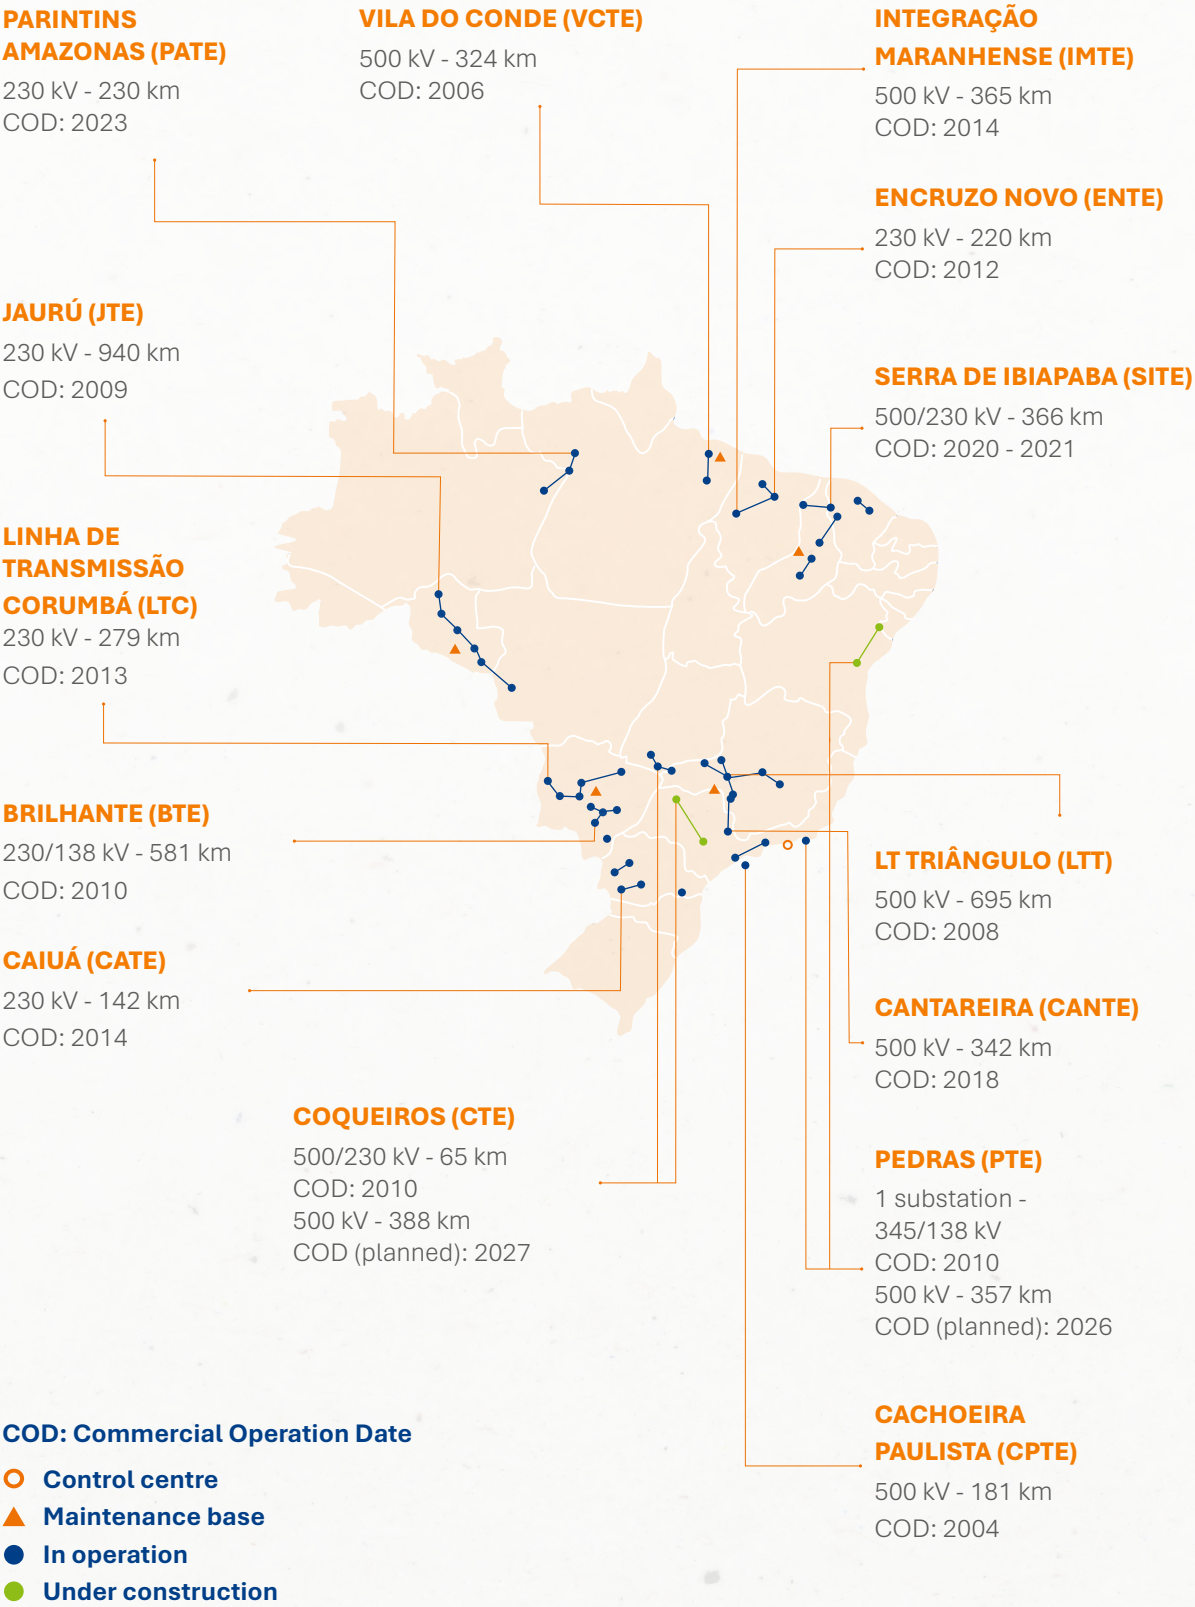 PARINTINS
AMAZONAS (PATE)
230 kV - 230 km
COD: 2023
VILA DO CONDE (VCTE)
500 kV - 324 km
COD: 2006
INTEGRAÇÃO
MARANHENSE (IMTE)
500 kV - 365 km
COD: 2014
ENCRUZO NOVO (ENTE)
230 kV - 220 km
COD: 2012
JAURÚ (JTE)
230 kV - 940 km
COD: 2009
SERRA DE IBIAPABA (SITE)
500/230 kV - 366 km
COD: 2020 - 2021
LINHA DE
TRANSMISSÃO
CORUMBÁ (LTC)
230 kV - 279 km
COD: 2013
BRILHANTE (BTE)
230/138 kV - 581 km
COD: 2010
LT TRIÂNGULO (LTT)
500 kV - 695 km
COD: 2008
CAIUÁ (CATE)
230 kV - 142 km
COD: 2014
CANTAREIRA (CANTE)
500 kV - 342 km
COD: 2018
COQUEIROS (CTE)
500/230 kV - 65 km
COD: 2010
500 kV - 388 km
COD (planned): 2027
PEDRAS (PTE)
1 substation -
345/138 kV
COD: 2010
500 kV - 357 km
COD (planned): 2026
CACHOEIRA
PAULISTA (CPTE)
500 kV - 181 km
COD: 2004
COD: Commercial Operation Date
Control centre
Maintenance base
In operation
Under construction